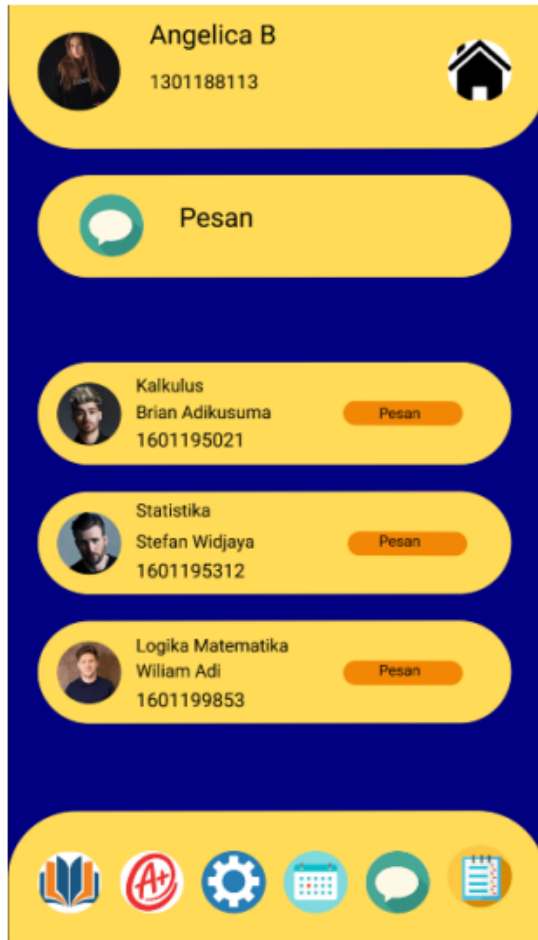 Angelica B
1301188113
Pesan
Kalkulus
Brian Adikusuma
1601195021
Pesan
Statistika
Stefan Widjaya
1601195312
Pesan
Logika Matematika
Wiliam Adi
1601199853
Pesan
A+